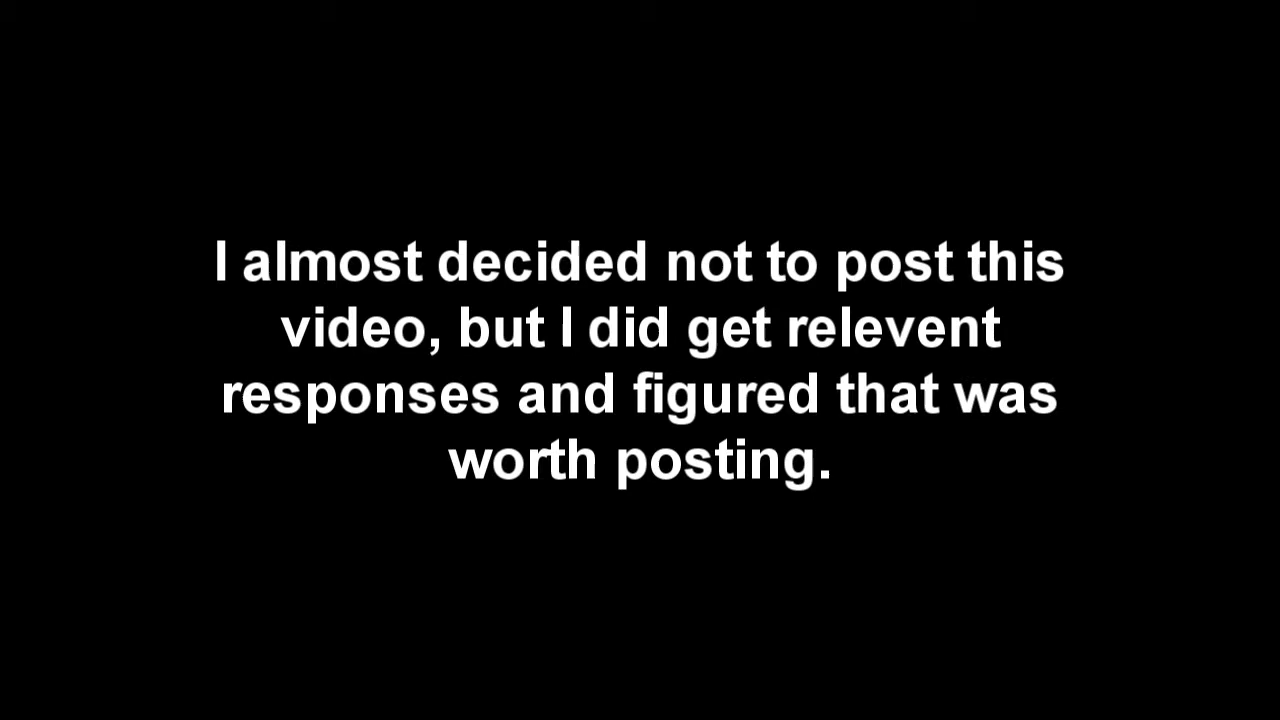 I almost decided not to post this
video, but I did get relevent
responses and figured that was
worth posting.